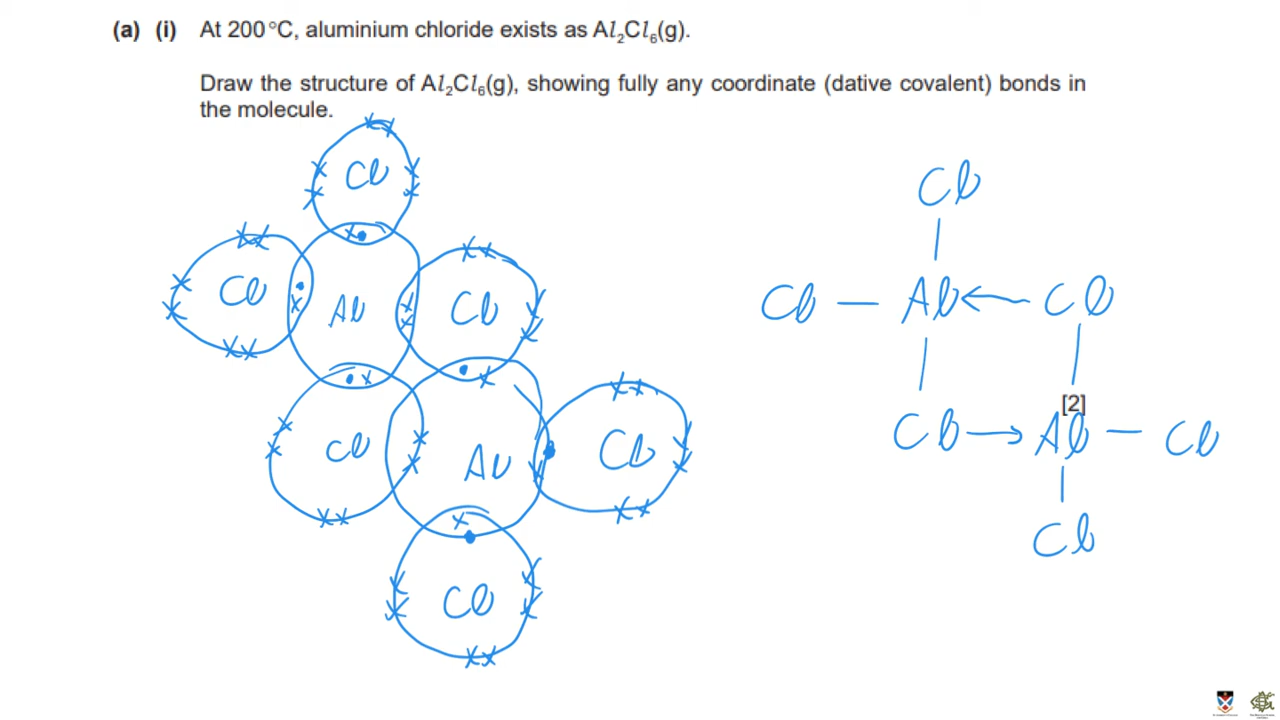 (a) (i) At 200 °C, aluminium chloride exists as Al₂Cl₆(g).
Draw the structure of Al₂Cl₆(g), showing fully any coordinate (dative covalent) bonds in
the molecule.
Cl
Cl Al Cl
Cl Al Cl
Cl
Cl
Cl — Al ← Cl
[2]
Cl → Al — Cl
Cl